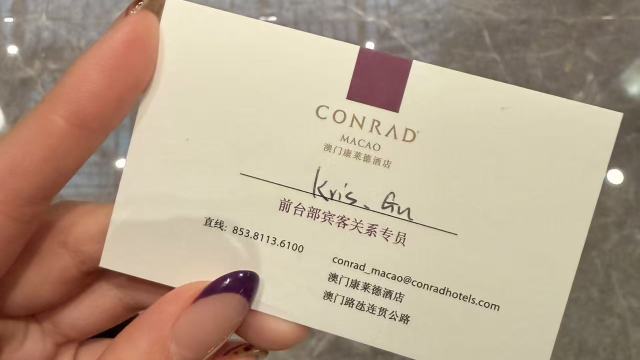 CONRAD
MACAO
澳门康莱德酒店
Kris. Gu
前台部宾客关系专员
直线: 853.8113.6100
conrad_macao@conradhotels.com
澳门康莱德酒店
澳门路氹连贯公路